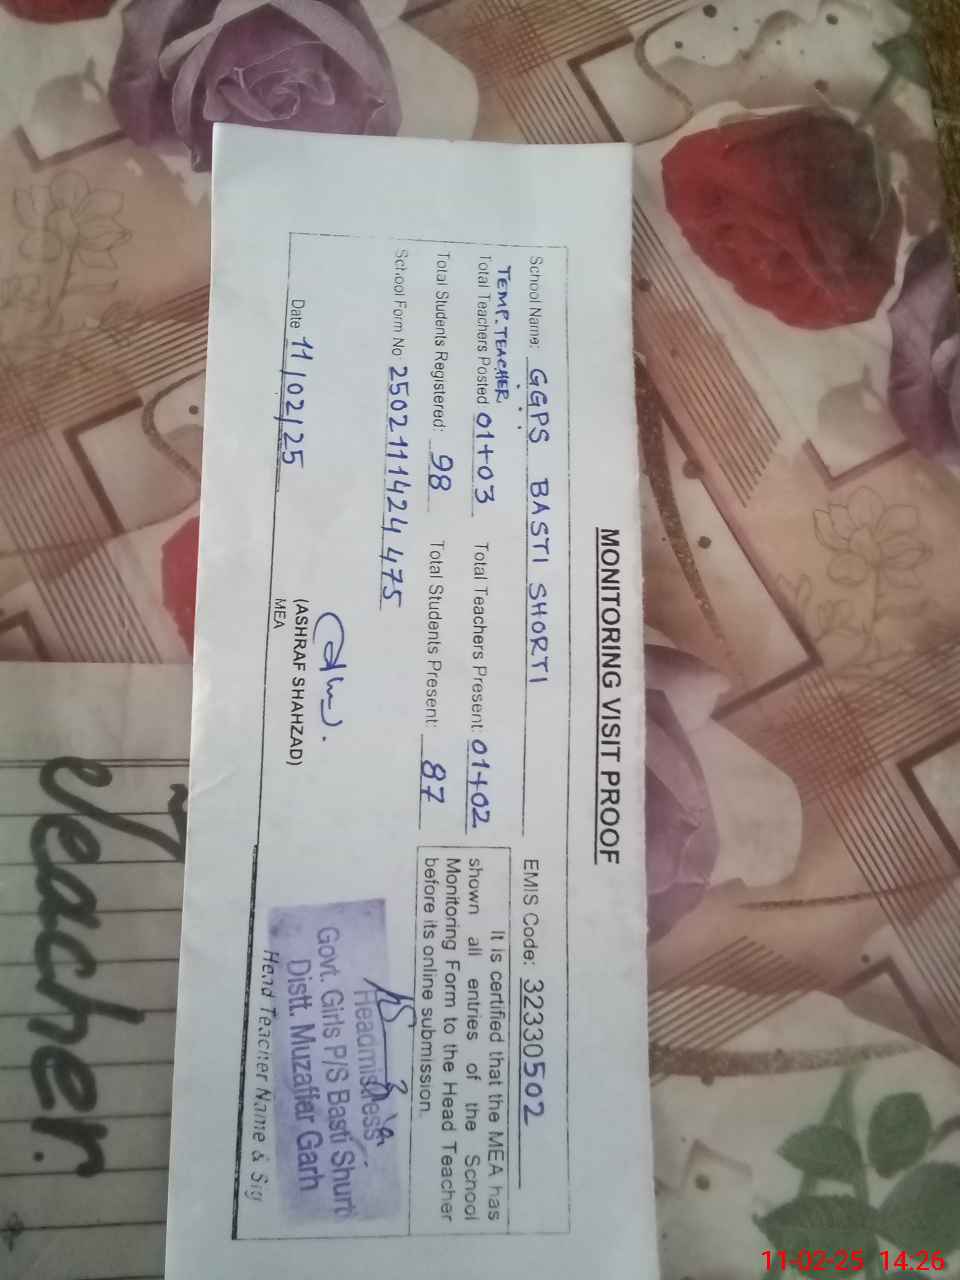 MONITORING VISIT PROOF
School Name: GGPS BASTI SHORTI EMIS Code: 32330502
TEMP. TEACHER
Total Teachers Posted 01+03 Total Teachers Present: 01+02
Total Students Registered: 98 Total Students Present: 87
School Form No 2502111424475
It is certified that the MEA has
shown all entries of the School
Monitoring Form to the Head Teacher
before its online submission.
Date 11/02/25
(ASHRAF SHAHZAD)
MEA
Headmistress
Govt. Girls P/S Basti Shurti
Distt. Muzaffar Garh
Head Teacher Name & Sig
Teacher.
11-02-25 14:26